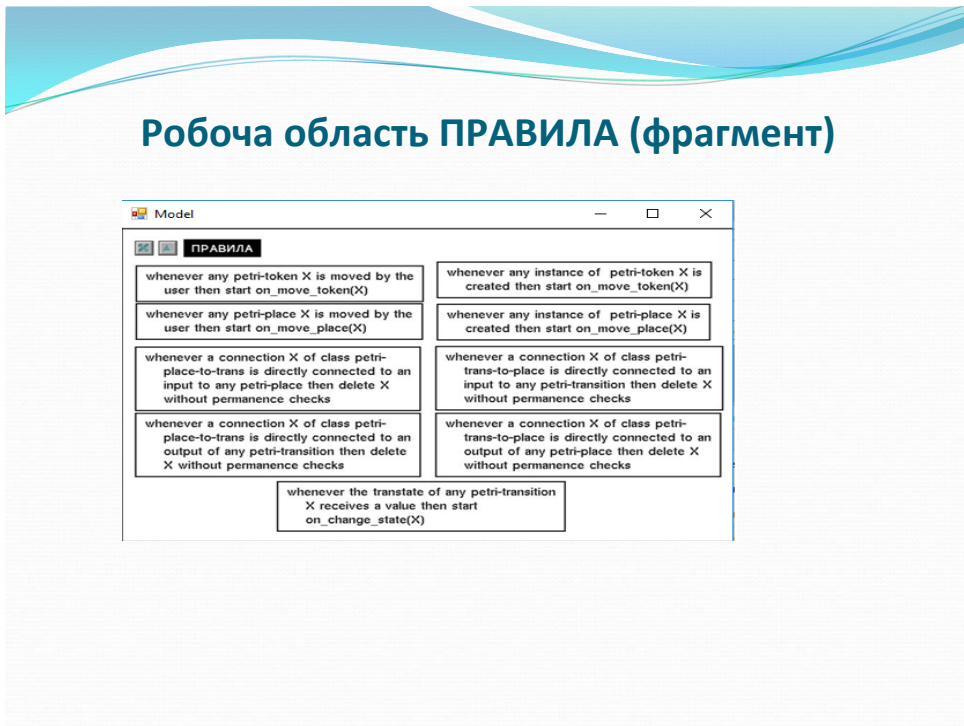 Робоча область ПРАВИЛА (фрагмент)
Model
ПРАВИЛА
whenever any petri-token X is moved by the
user then start on_move_token(X)
whenever any instance of petri-token X is
created then start on_move_token(X)
whenever any petri-place X is moved by the
user then start on_move_place(X)
whenever any instance of petri-place X is
created then start on_move_place(X)
whenever a connection X of class petri-
place-to-trans is directly connected to an
input to any petri-place then delete X
without permanence checks
whenever a connection X of class petri-
trans-to-place is directly connected to an
input to any petri-transition then delete X
without permanence checks
whenever a connection X of class petri-
place-to-trans is directly connected to an
output of any petri-transition then delete
X without permanence checks
whenever a connection X of class petri-
trans-to-place is directly connected to an
output of any petri-place then delete X
without permanence checks
whenever the transtate of any petri-transition
X receives a value then start
on_change_state(X)